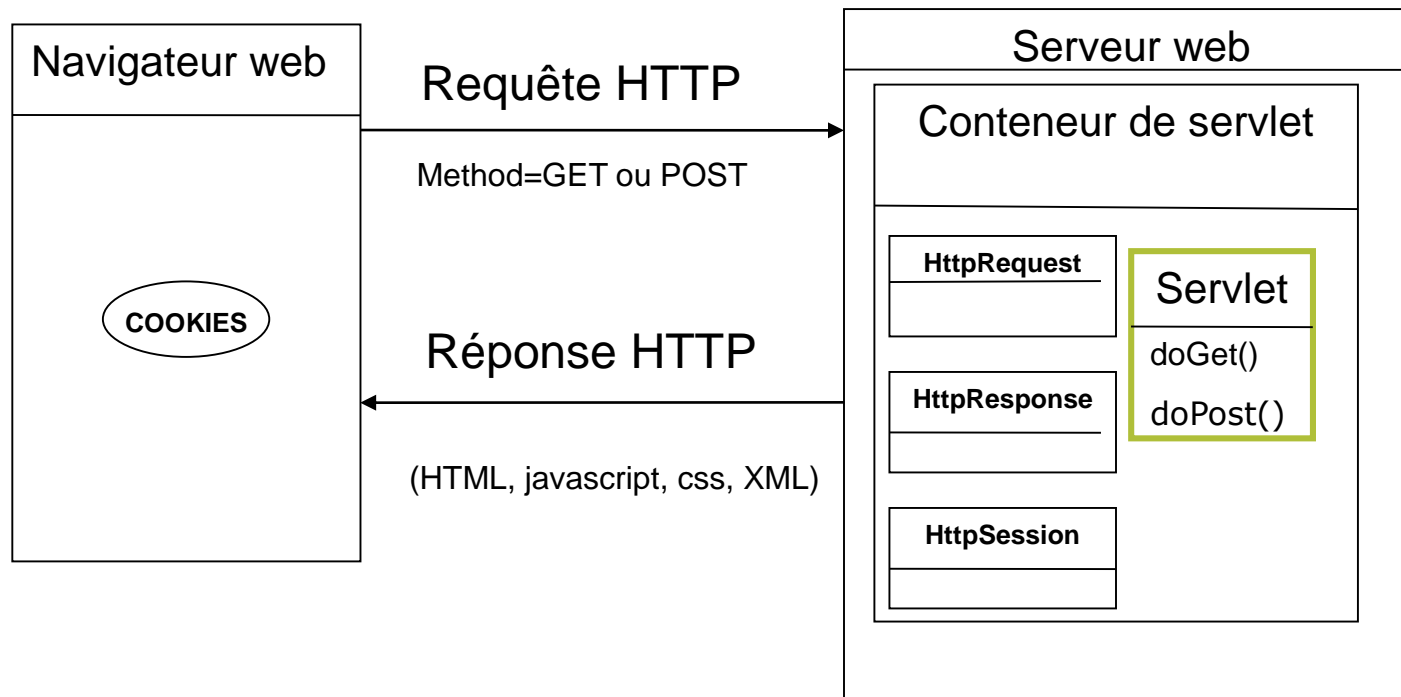 Navigateur web
COOKIES
Requête HTTP
Method=GET ou POST
Réponse HTTP
(HTML, javascript, css, XML)
Serveur web
Conteneur de servlet
HttpRequest
HttpResponse
HttpSession
Servlet
doGet()
doPost()